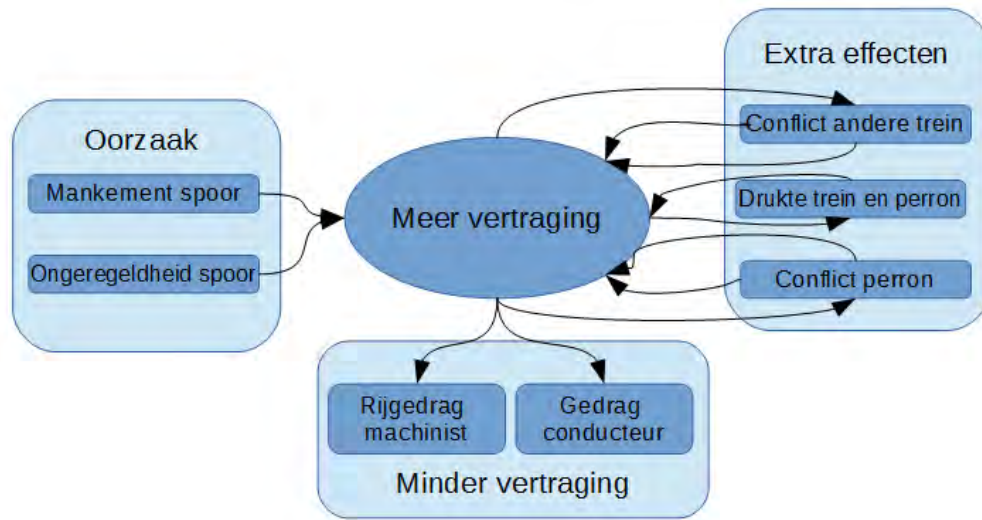 Oorzaak
Mankement spoor
Ongeregeldheid spoor
Meer vertraging
Extra effecten
Conflict andere trein
Drukte trein en perron
Conflict perron
Rijgedrag
machinist
Gedrag
conducteur
Minder vertraging